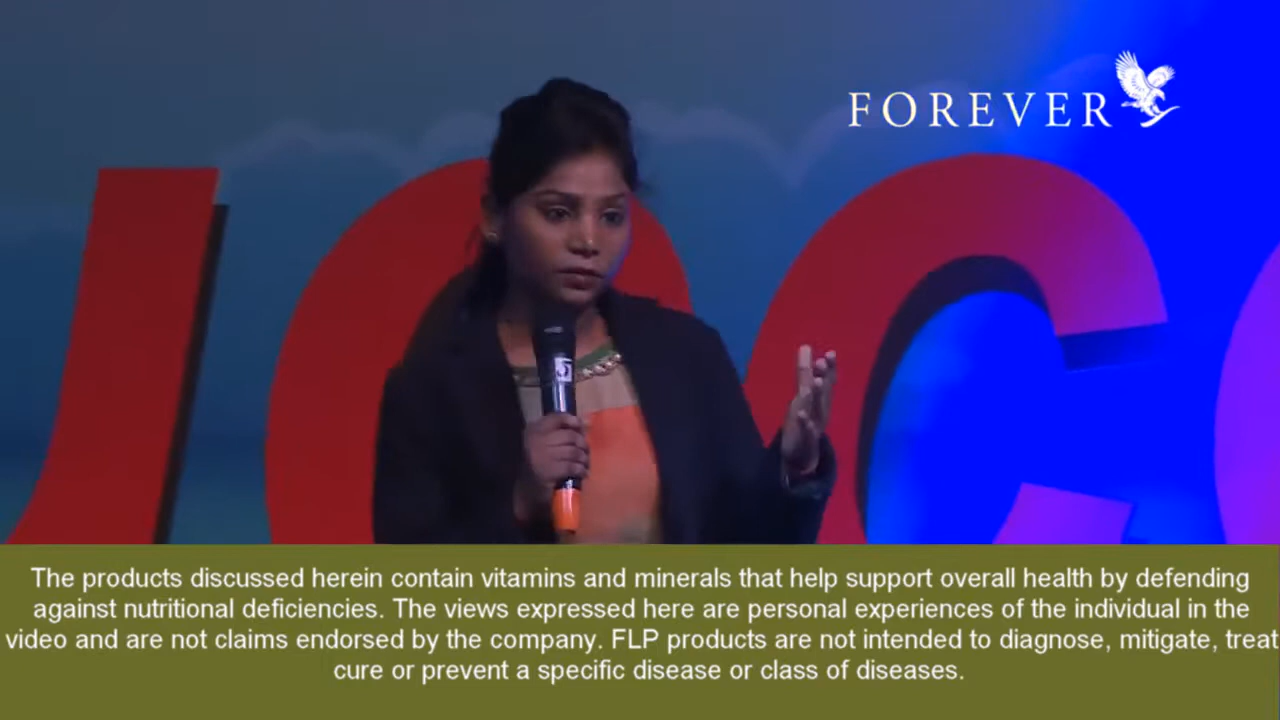 FOREVER
The products discussed herein contain vitamins and minerals that help support overall health by defending
against nutritional deficiencies. The views expressed here are personal experiences of the individual in the
video and are not claims endorsed by the company. FLP products are not intended to diagnose, mitigate, treat
cure or prevent a specific disease or class of diseases.